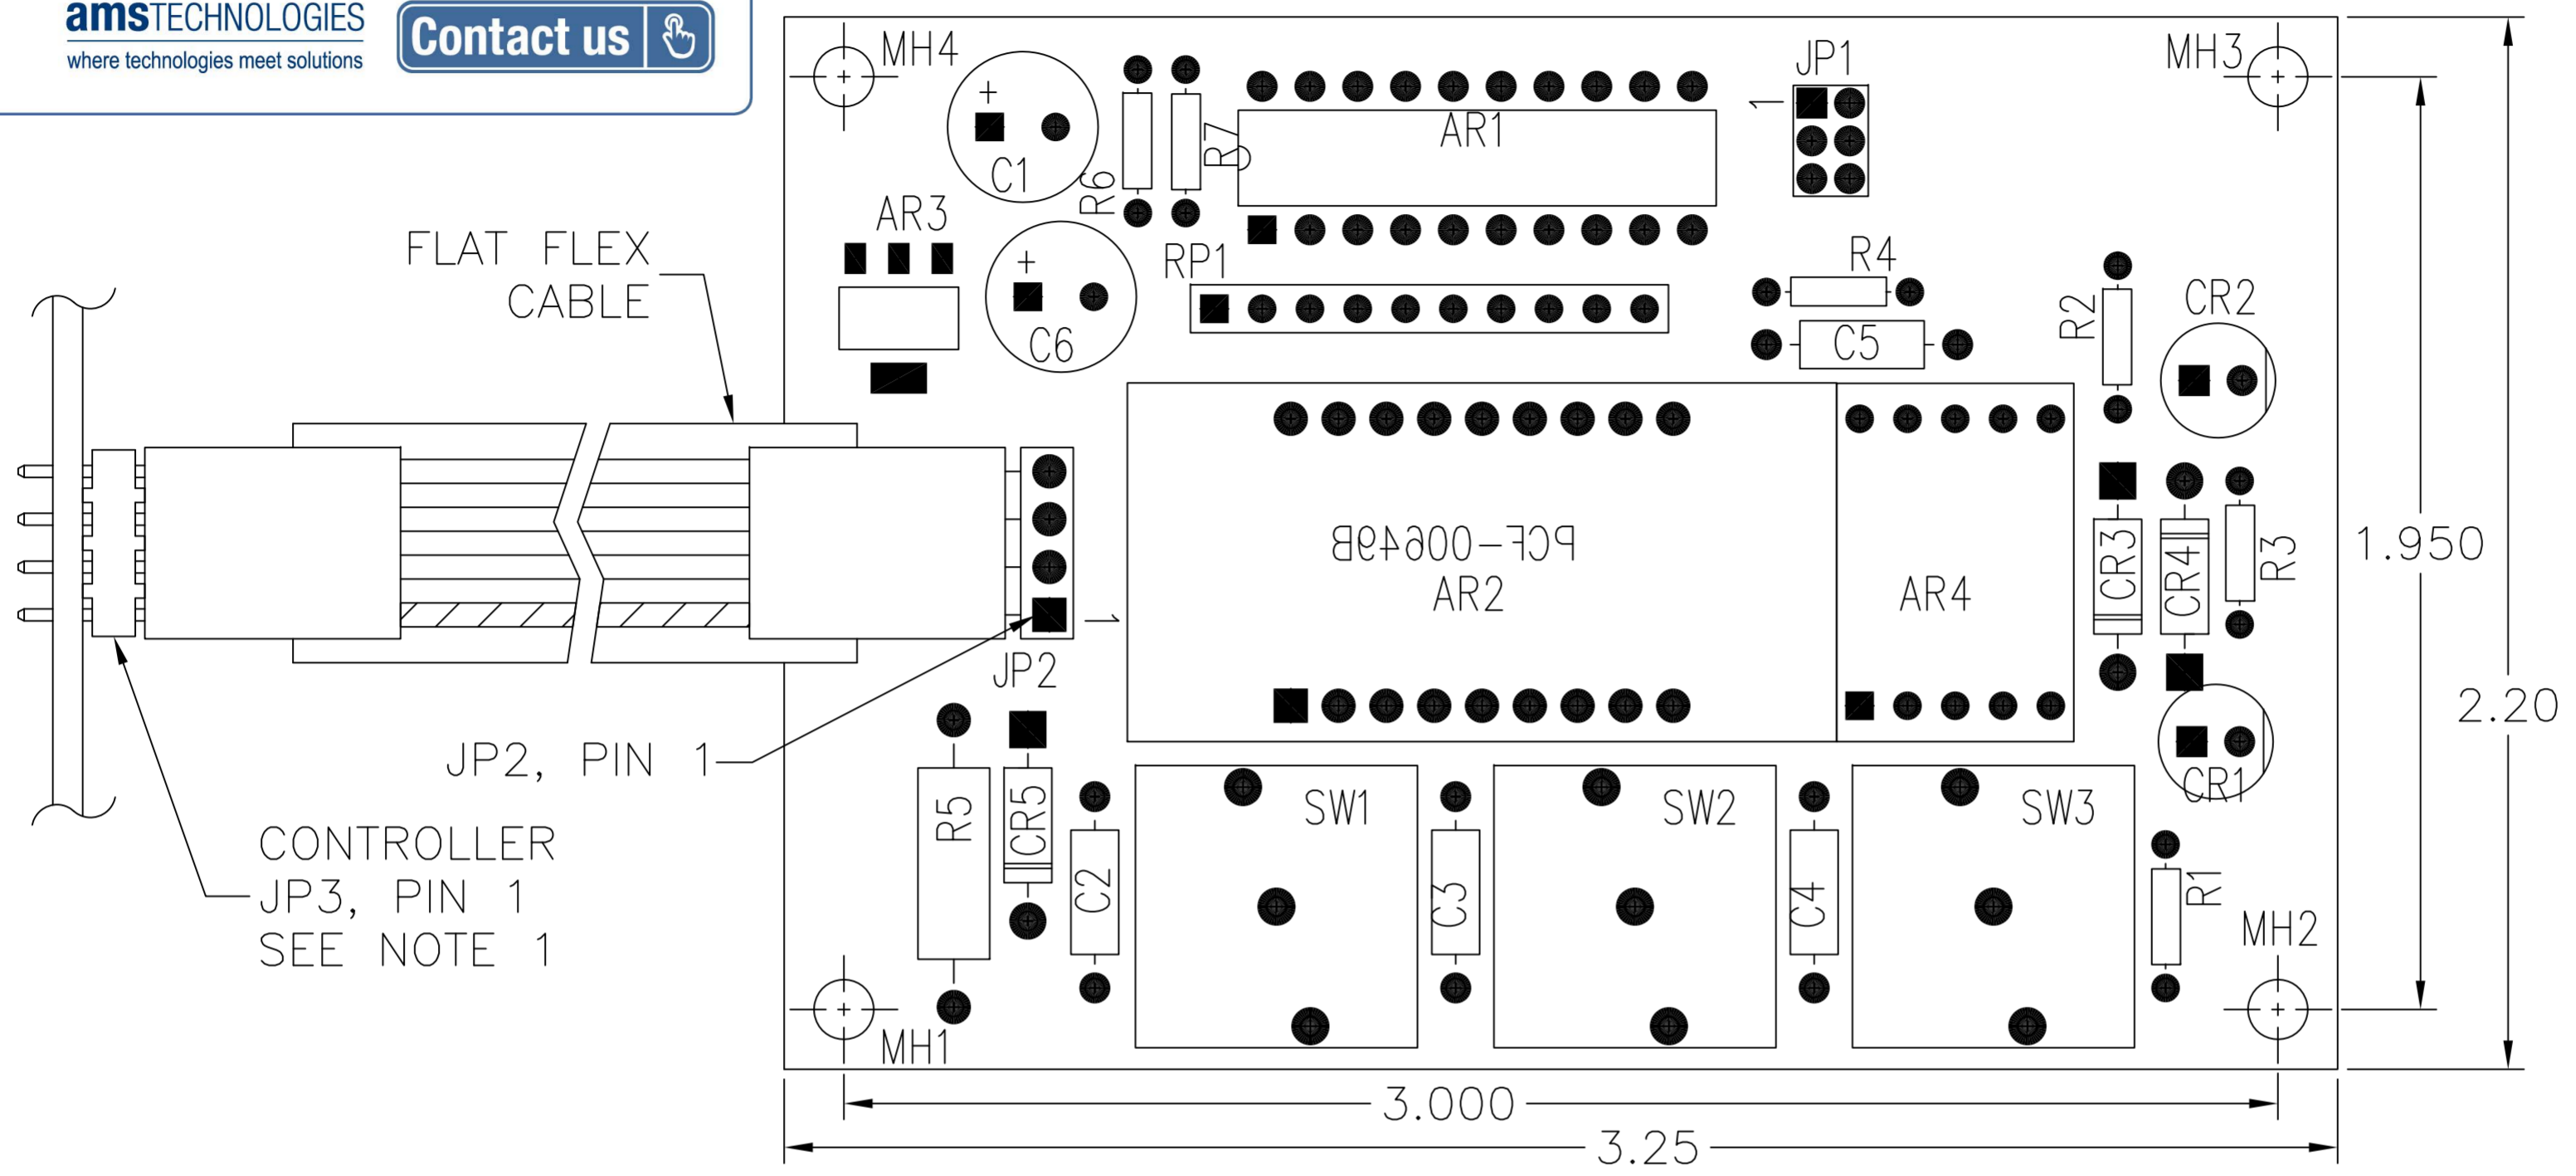 amsTECHNOLOGIES
where technologies meet solutions
Contact us
MH4
MH3
JP1
1
+
C1
R6
R7
AR1
AR3
FLAT FLEX
CABLE
+
C6
RP1
R4
C5
R2
CR2
PCF-00649B
AR2
AR4
CR3
CR4
R3
1.950
2.20
1
JP2
JP2, PIN 1
CONTROLLER
JP3, PIN 1
SEE NOTE 1
R5
CR5
C2
SW1
C3
SW2
C4
SW3
CR1
R1
MH2
MH1
3.000
3.25